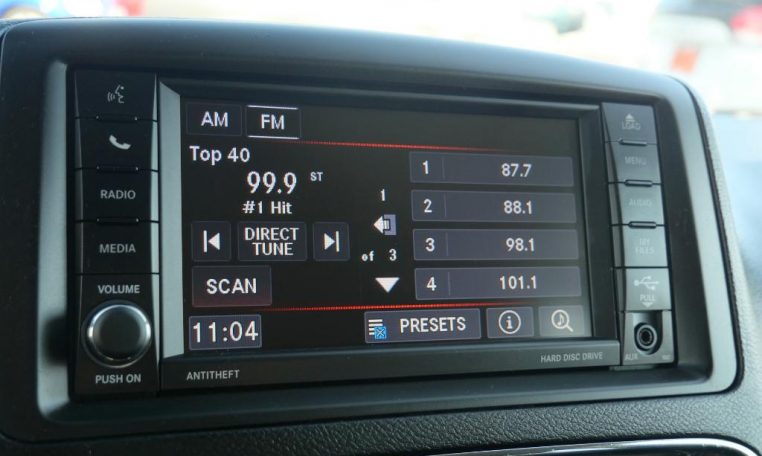 RADIO
MEDIA
VOLUME
PUSH ON
AM
FM
Top 40
99.9 ST
#1 Hit
DIRECT
TUNE
SCAN
11:04
1
of 3
1 87.7
2 88.1
3 98.1
4 101.1
PRESETS
i
LOAD
MENU
AUDIO
MY
FILES
PULL
AUX
ANTITHEFT
HARD DISC DRIVE